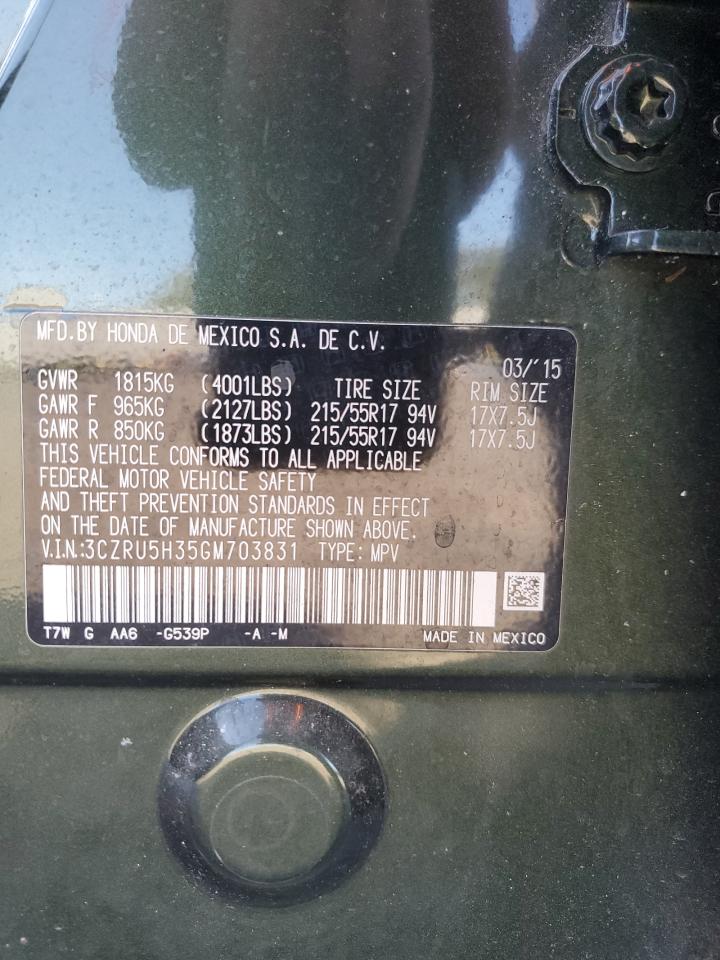 MFD.BY HONDA DE MEXICO S.A. DE C.V.
03/'15
GVWR 1815KG (4001LBS) TIRE SIZE RIM SIZE
GAWR F 965KG (2127LBS) 215/55R17 94V 17X7.5J
GAWR R 850KG (1873LBS) 215/55R17 94V 17X7.5J
THIS VEHICLE CONFORMS TO ALL APPLICABLE
FEDERAL MOTOR VEHICLE SAFETY
AND THEFT PREVENTION STANDARDS IN EFFECT
ON THE DATE OF MANUFACTURE SHOWN ABOVE.
V.I.N:3CZRU5H35GM703831 TYPE: MPV
T7W G AA6 -G539P -A -M MADE IN MEXICO